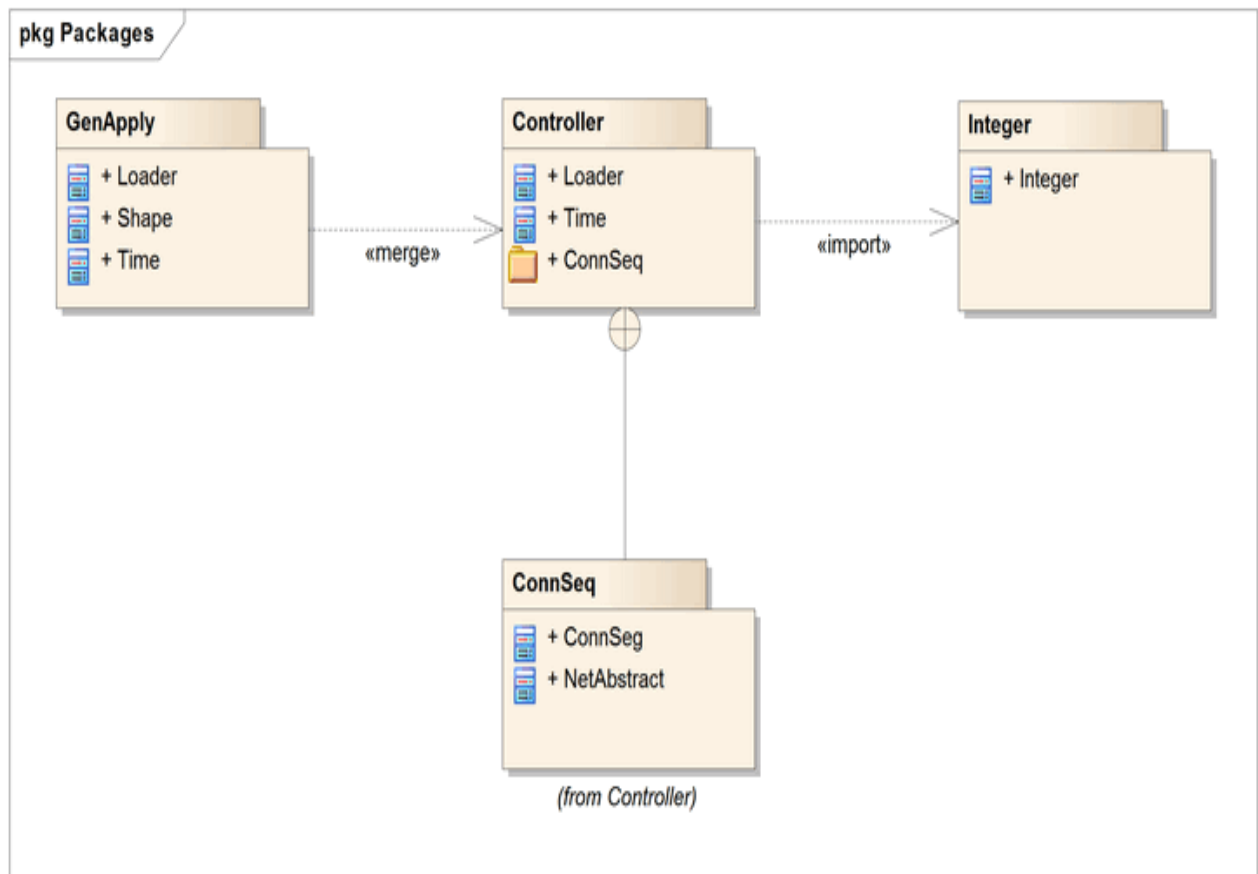 pkg Packages
GenApply
+ Loader
+ Shape
+ Time
«merge»
Controller
+ Loader
+ Time
+ ConnSeq
«import»
Integer
+ Integer
ConnSeq
+ ConnSeg
+ NetAbstract
(from Controller)